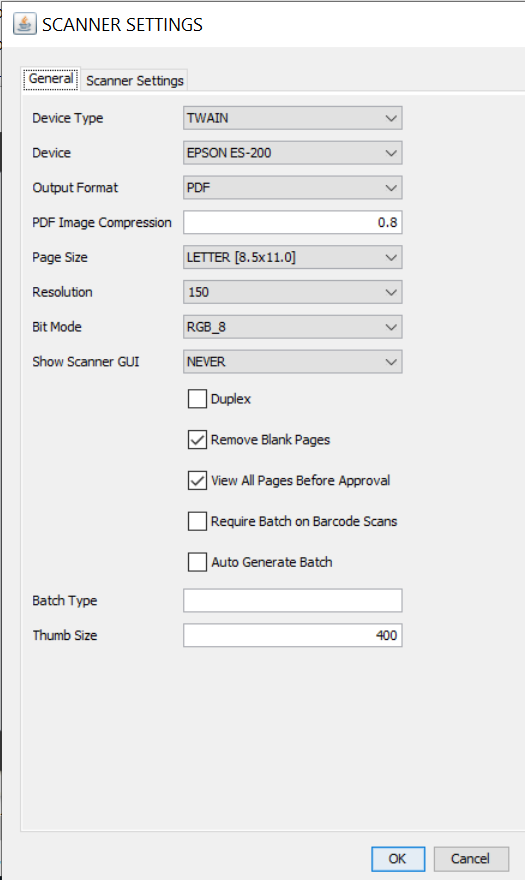 SCANNER SETTINGS
General Scanner Settings
Device Type TWAIN
Device EPSON ES-200
Output Format PDF
PDF Image Compression 0.8
Page Size LETTER [8.5x11.0]
Resolution 150
Bit Mode RGB_8
Show Scanner GUI NEVER
Duplex
Remove Blank Pages
View All Pages Before Approval
Require Batch on Barcode Scans
Auto Generate Batch
Batch Type
Thumb Size 400
OK Cancel